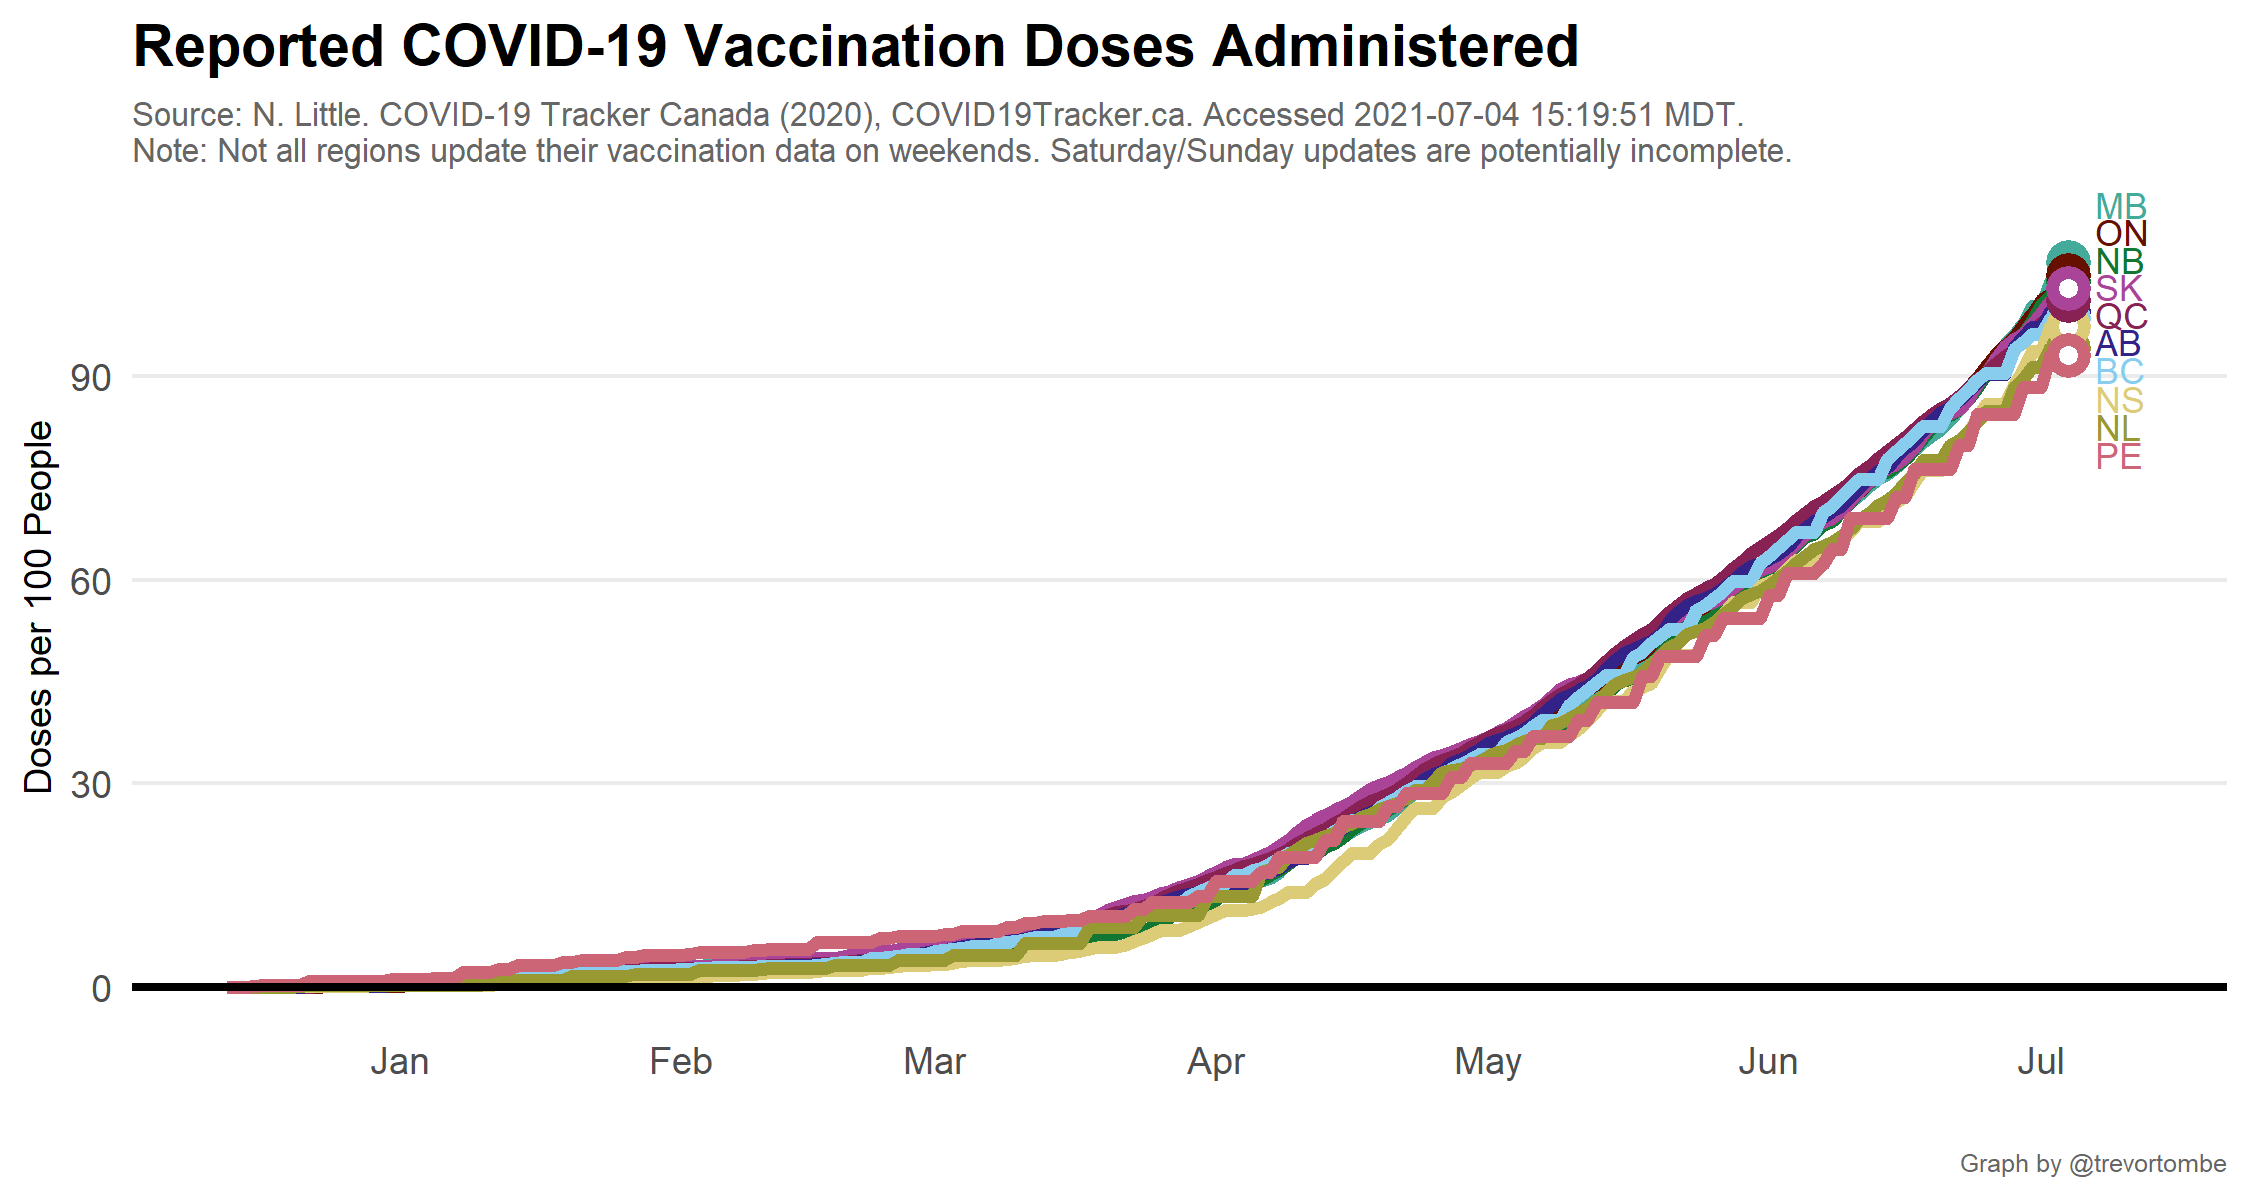 Reported COVID-19 Vaccination Doses Administered
Source: N. Little. COVID-19 Tracker Canada (2020), COVID19Tracker.ca. Accessed 2021-07-04 15:19:51 MDT.
Note: Not all regions update their vaccination data on weekends. Saturday/Sunday updates are potentially incomplete.
MB
ON
NB
SK
QC
AB
BC
NS
NL
PE
Doses per 100 People
90
60
30
0
Jan Feb Mar Apr May Jun Jul
Graph by @trevortombe